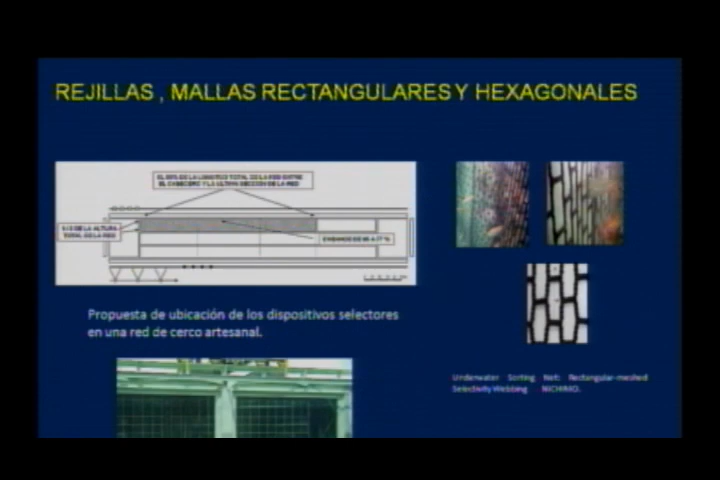 REJILLAS , MALLAS RECTANGULARES Y HEXAGONALES
EL 50% DE LA LONGITUD TOTAL DE LA RED ENTRE
EL CABECERO Y LA ULTIMA SECCION DE LA RED
1/3 DE LA ALTURA
TOTAL DE LA RED
Propuesta de ubicación de los dispositivos selectores
en una red de cerco artesanal.
Underwater Sorting Net: Rectangular-meshed
Selectivity Webbing NICHIMO.